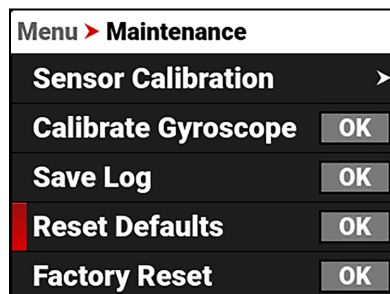 Menu > Maintenance
Sensor Calibration >
Calibrate Gyroscope OK
Save Log OK
Reset Defaults OK
Factory Reset OK